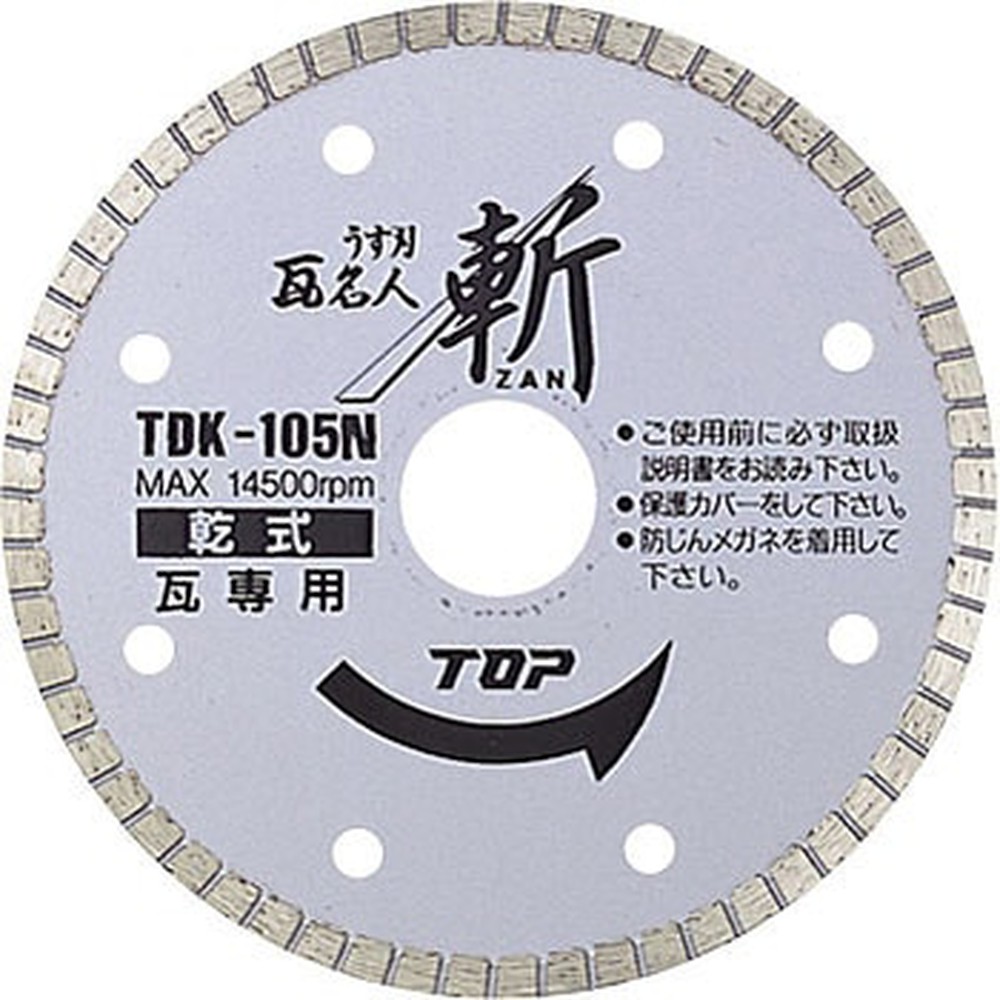 うす刃
瓦名人
斬
ZAN
TDK-105N
MAX 14500rpm
乾式
瓦専用
●ご使用前に必ず取扱
説明書をお読み下さい。
●保護カバーをして下さい。
●防じんメガネを着用して
下さい。
TOP